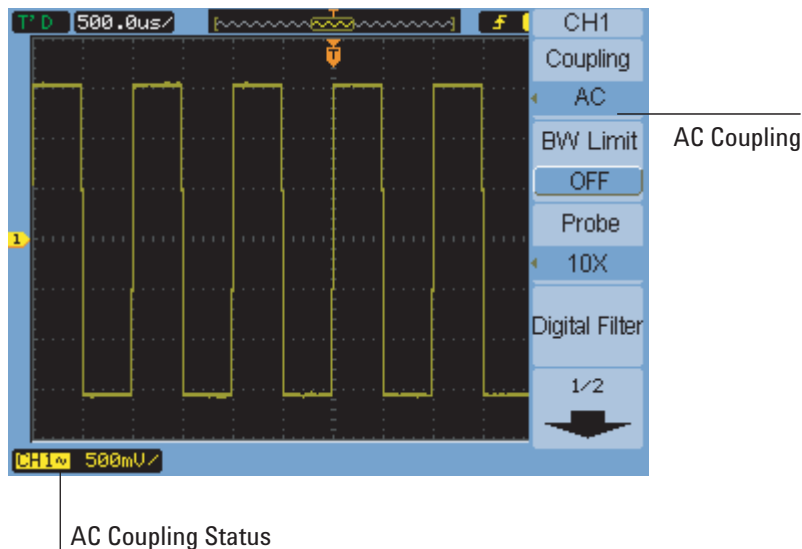 T'D 500.0us/ T CH1
T Coupling
AC
AC Coupling
BW Limit
OFF
Probe
1
10X
Digital Filter
1/2
CH1~ 500mV/
AC Coupling Status